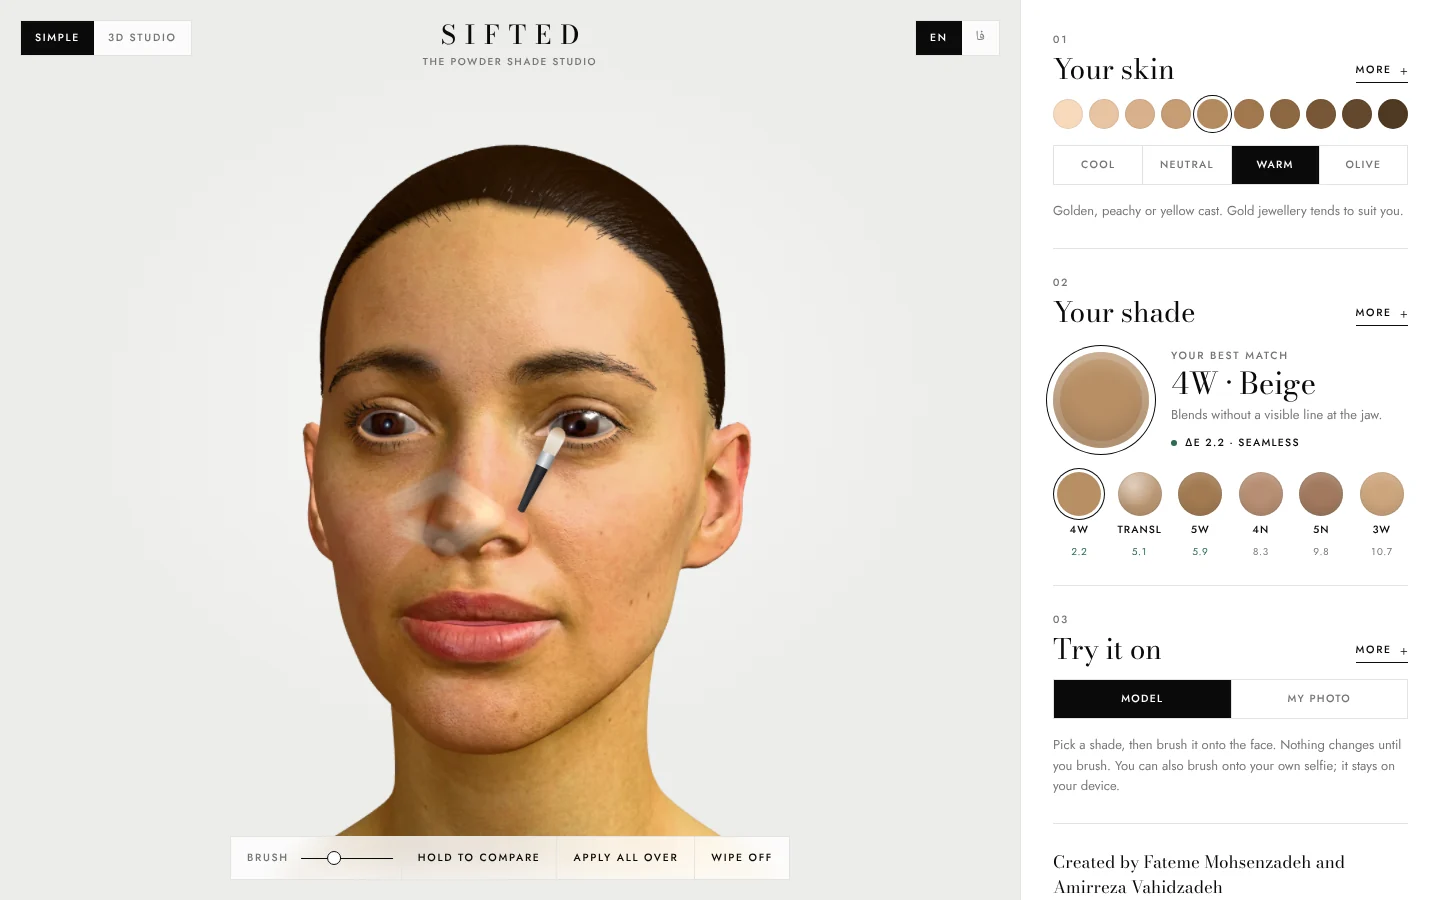 SIMPLE
3D STUDIO
SIFTED
THE POWDER SHADE STUDIO
EN
فا
01
Your skin
MORE +
COOL
NEUTRAL
WARM
OLIVE
Golden, peachy or yellow cast. Gold jewellery tends to suit you.
02
Your shade
MORE +
YOUR BEST MATCH
4W · Beige
Blends without a visible line at the jaw.
ΔE 2.2 · SEAMLESS
4W TRANSL 5W 4N 5N 3W
2.2 5.1 5.9 8.3 9.8 10.7
03
Try it on
MORE +
MODEL
MY PHOTO
Pick a shade, then brush it onto the face. Nothing changes until
you brush. You can also brush onto your own selfie; it stays on
your device.
BRUSH
HOLD TO COMPARE
APPLY ALL OVER
WIPE OFF
Created by Fateme Mohsenzadeh and
Amirreza Vahidzadeh